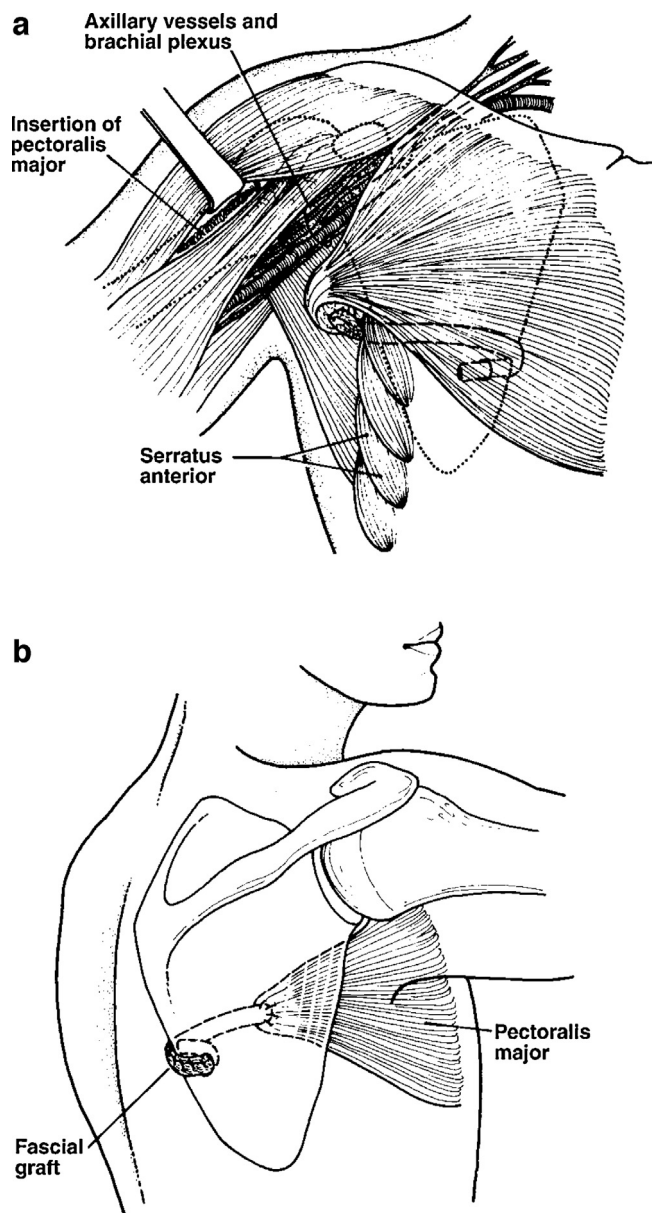 a
Axillary vessels and
brachial plexus
Insertion of
pectoralis
major
Serratus
anterior
b
Pectoralis
major
Fascial
graft